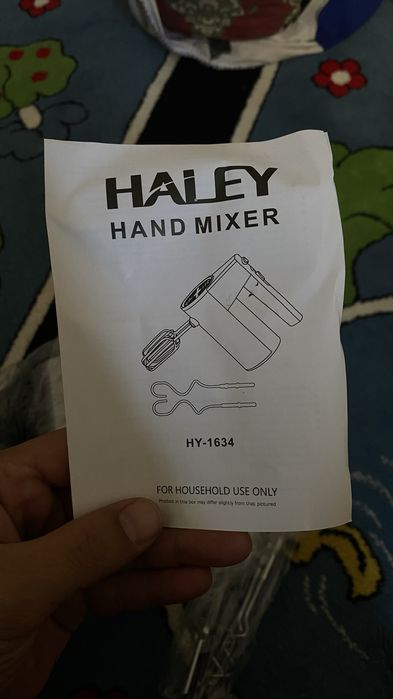 HALEY
HAND MIXER
HY-1634
FOR HOUSEHOLD USE ONLY
Product in this box may differ slightly from that pictured